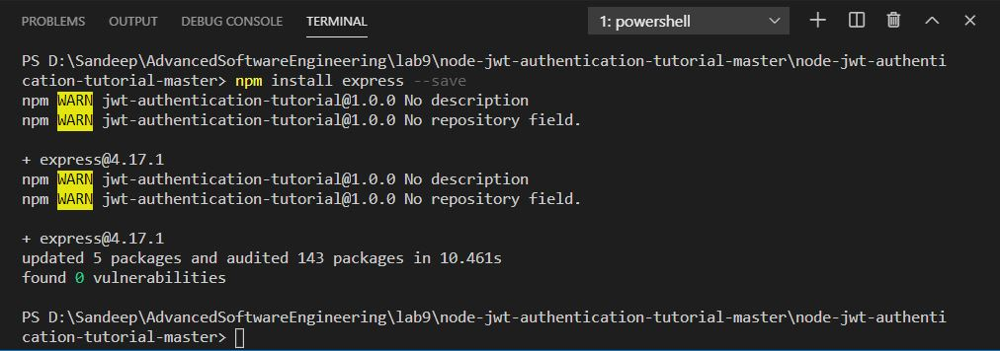 PROBLEMS OUTPUT DEBUG CONSOLE TERMINAL 1: powershell
PS D:\Sandeep\AdvancedSoftwareEngineering\lab9\node-jwt-authentication-tutorial-master\node-jwt-authenti
cation-tutorial-master> npm install express --save
npm WARN jwt-authentication-tutorial@1.0.0 No description
npm WARN jwt-authentication-tutorial@1.0.0 No repository field.
+ express@4.17.1
npm WARN jwt-authentication-tutorial@1.0.0 No description
npm WARN jwt-authentication-tutorial@1.0.0 No repository field.
+ express@4.17.1
updated 5 packages and audited 143 packages in 10.461s
found 0 vulnerabilities
PS D:\Sandeep\AdvancedSoftwareEngineering\lab9\node-jwt-authentication-tutorial-master\node-jwt-authenti
cation-tutorial-master>